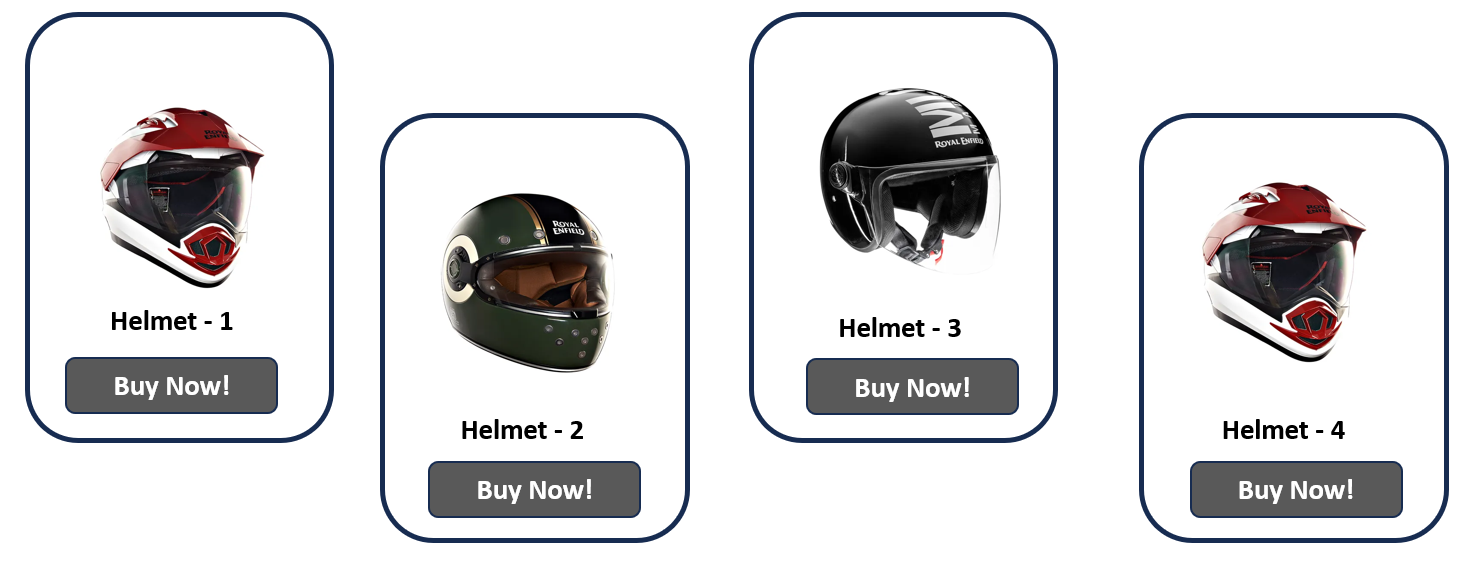 ROYAL
ENFIELD
Helmet - 1
Buy Now!
ROYAL
ENFIELD
Helmet - 2
Buy Now!
ROYAL ENFIELD
Helmet - 3
Buy Now!
ROYAL
ENFIELD
Helmet - 4
Buy Now!